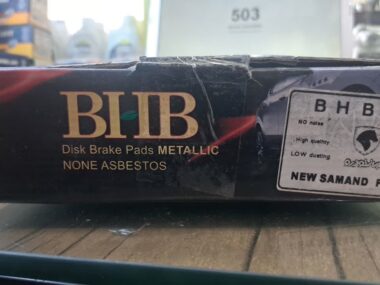 503
BHB
Disk Brake Pads METALLIC
NONE ASBESTOS
B H B
NO noise
High quality
LOW dusting
NEW SAMAND